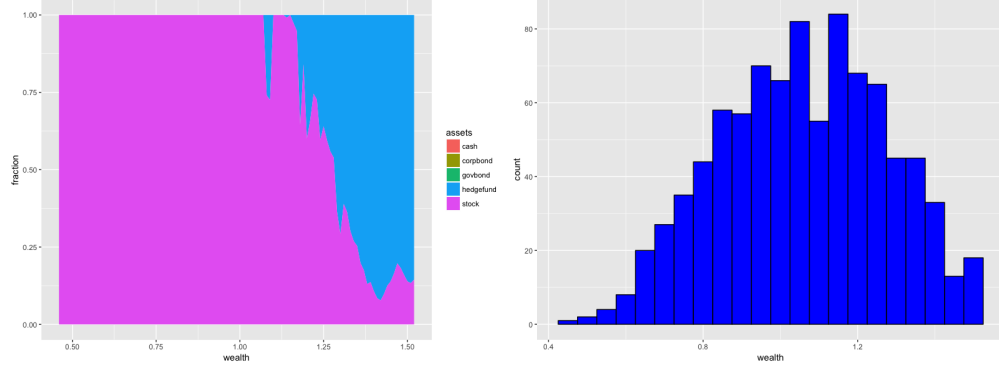 1.00
0.75
0.50
0.25
0.00
fraction
0.50
0.75
1.00
1.25
1.50
wealth
assets
cash
corpbond
govbond
hedgefund
stock
80
60
40
20
0
count
0.4
0.8
1.2
wealth